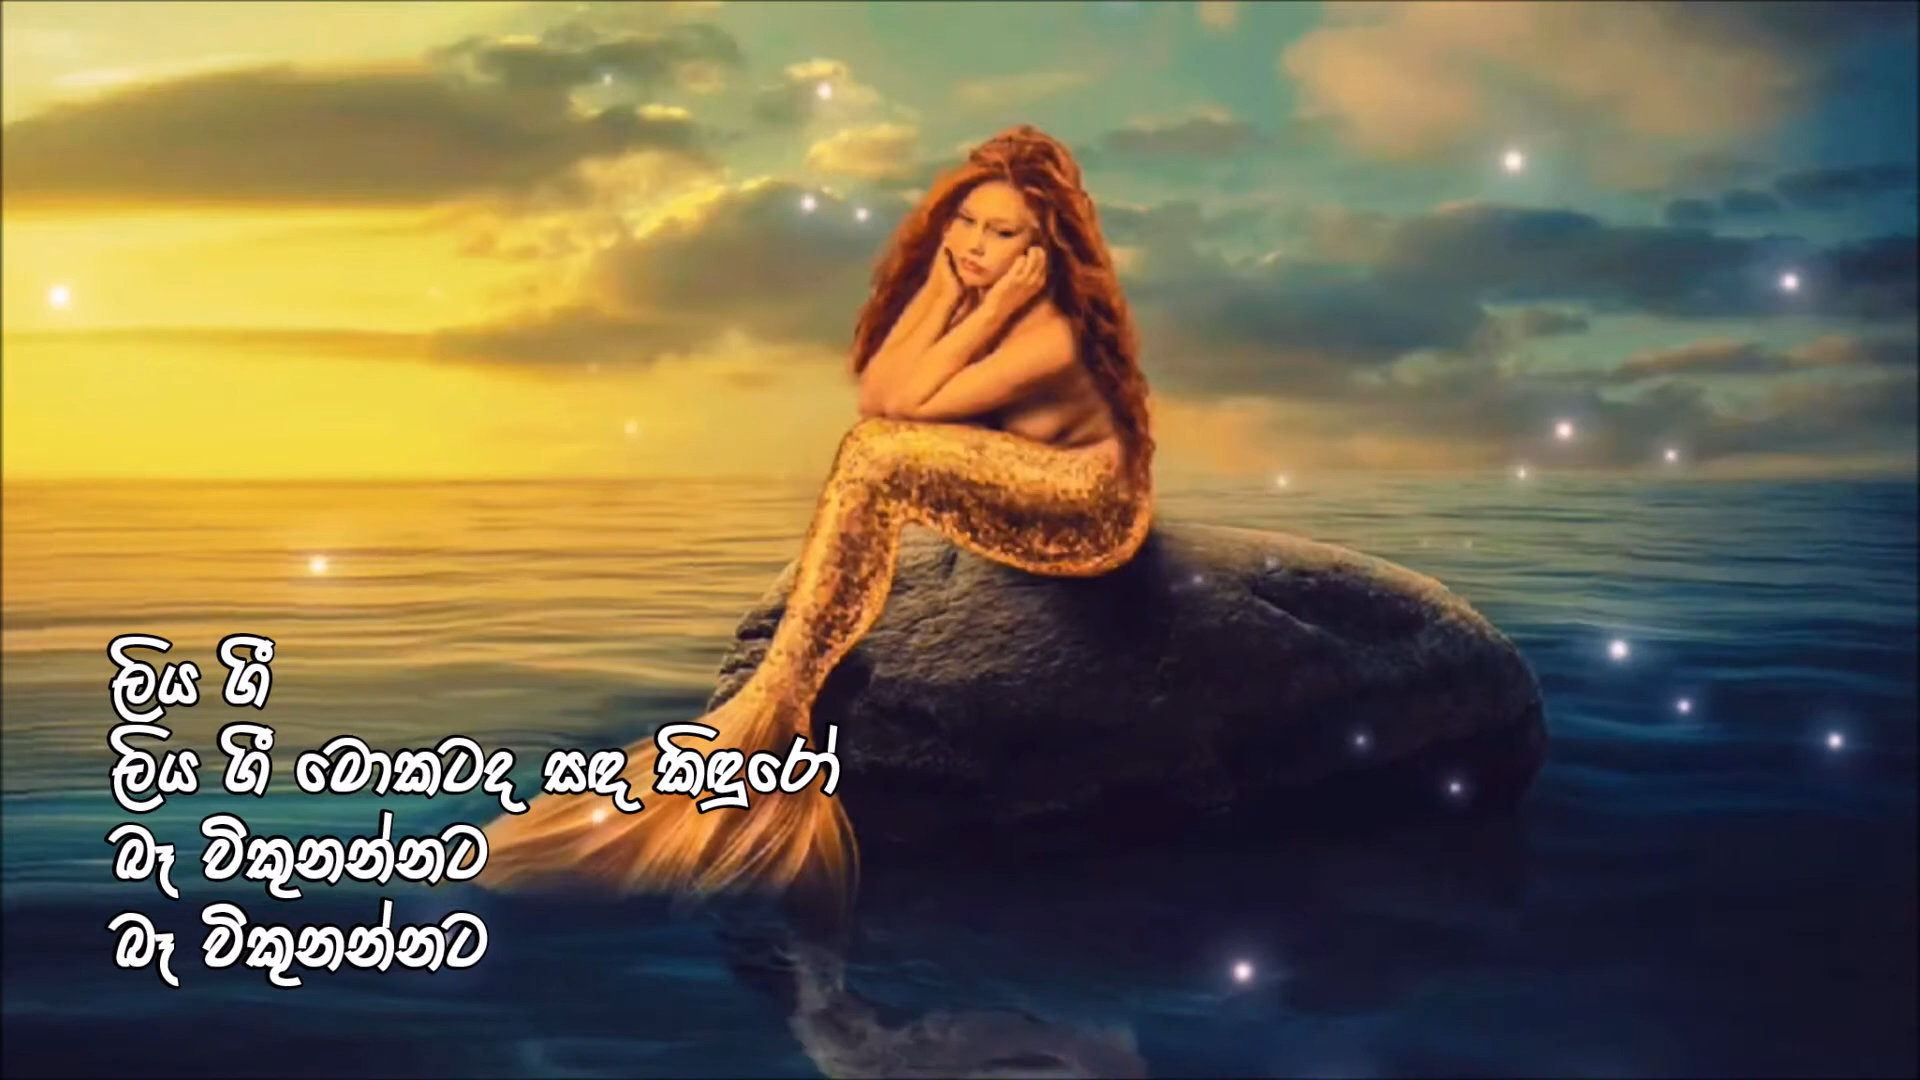 ලිය ගී
ලිය ගී මොකටද සඳ කිඳුරෝ
බෑ විකුනන්නට
බෑ විකුනන්නට